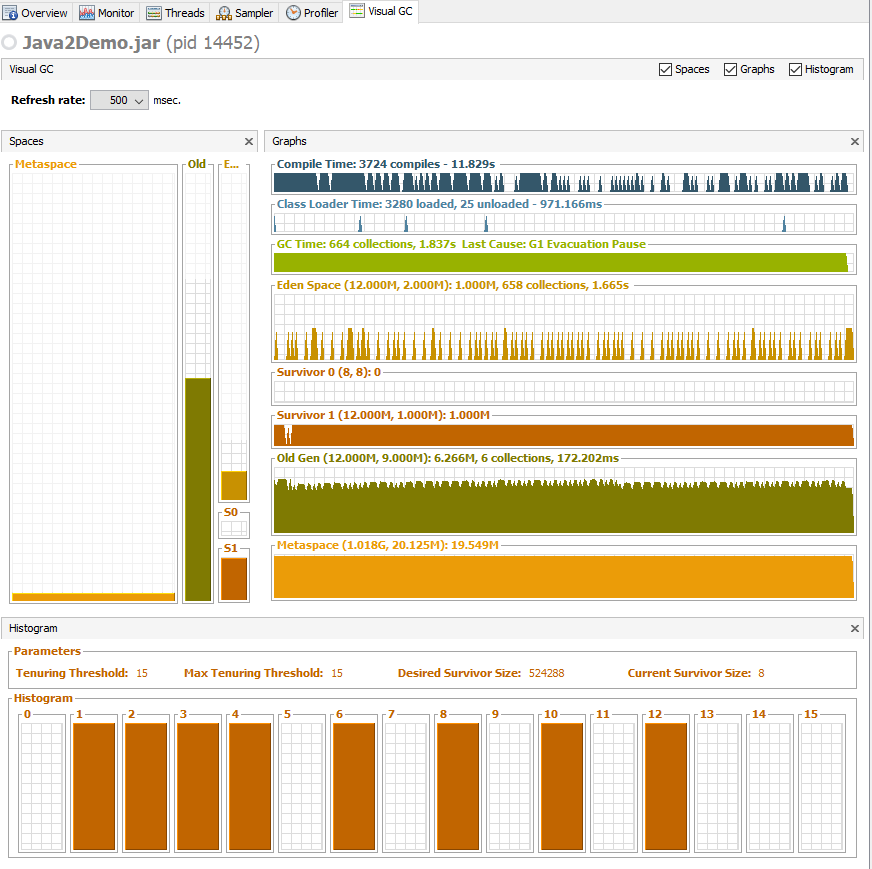 Overview Monitor Threads Sampler Profiler Visual GC
Java2Demo.jar (pid 14452)
Visual GC Spaces Graphs Histogram
Refresh rate: 500 msec.
Spaces
Metaspace Old E...
S0
S1
Graphs
Compile Time: 3724 compiles - 11.829s
Class Loader Time: 3280 loaded, 25 unloaded - 971.166ms
GC Time: 664 collections, 1.837s Last Cause: G1 Evacuation Pause
Eden Space (12.000M, 2.000M): 1.000M, 658 collections, 1.665s
Survivor 0 (8, 8): 0
Survivor 1 (12.000M, 1.000M): 1.000M
Old Gen (12.000M, 9.000M): 6.266M, 6 collections, 172.202ms
Metaspace (1.018G, 20.125M): 19.549M
Histogram
Parameters
Tenuring Threshold: 15 Max Tenuring Threshold: 15 Desired Survivor Size: 524288 Current Survivor Size: 8
Histogram
0 1 2 3 4 5 6 7 8 9 10 11 12 13 14 15